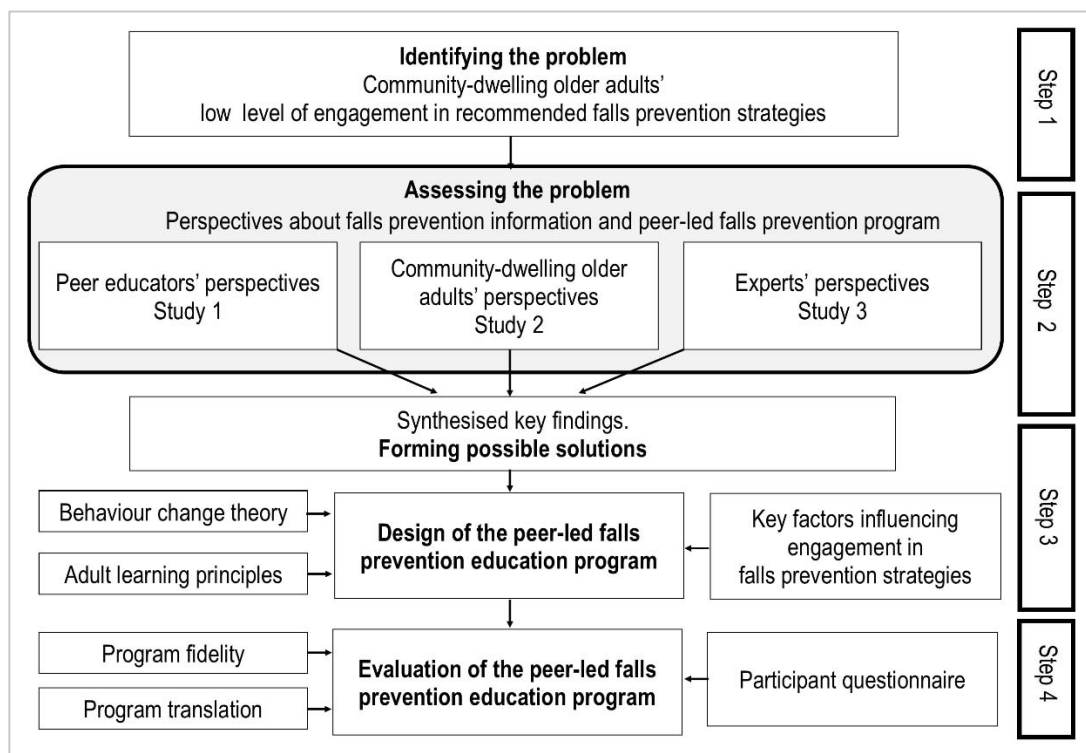 Identifying the problem
Community-dwelling older adults'
low level of engagement in recommended falls prevention strategies
Step 1
Assessing the problem
Perspectives about falls prevention information and peer-led falls prevention program
Peer educators' perspectives
Study 1
Community-dwelling older
adults' perspectives
Study 2
Experts' perspectives
Study 3
Step 2
Synthesised key findings.
Forming possible solutions
Behaviour change theory
Adult learning principles
Design of the peer-led falls
prevention education program
Key factors influencing
engagement in
falls prevention strategies
Step 3
Program fidelity
Program translation
Evaluation of the peer-led falls
prevention education program
Participant questionnaire
Step 4